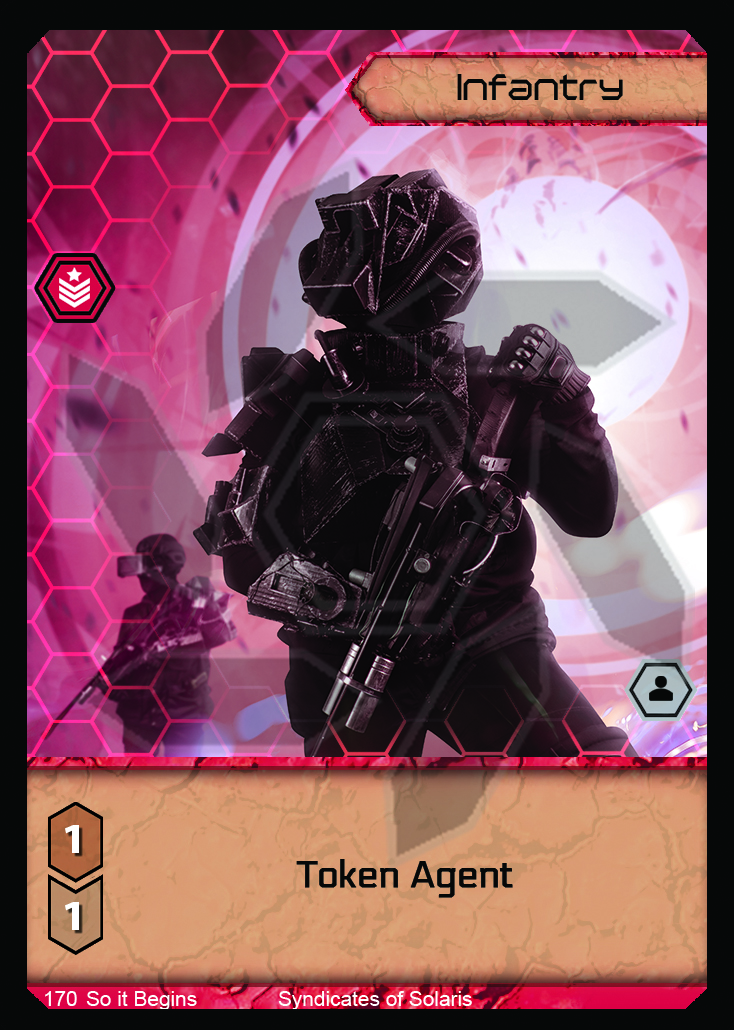 Infantry
1
Token Agent
1
170 So it Begins Syndicates of Solaris